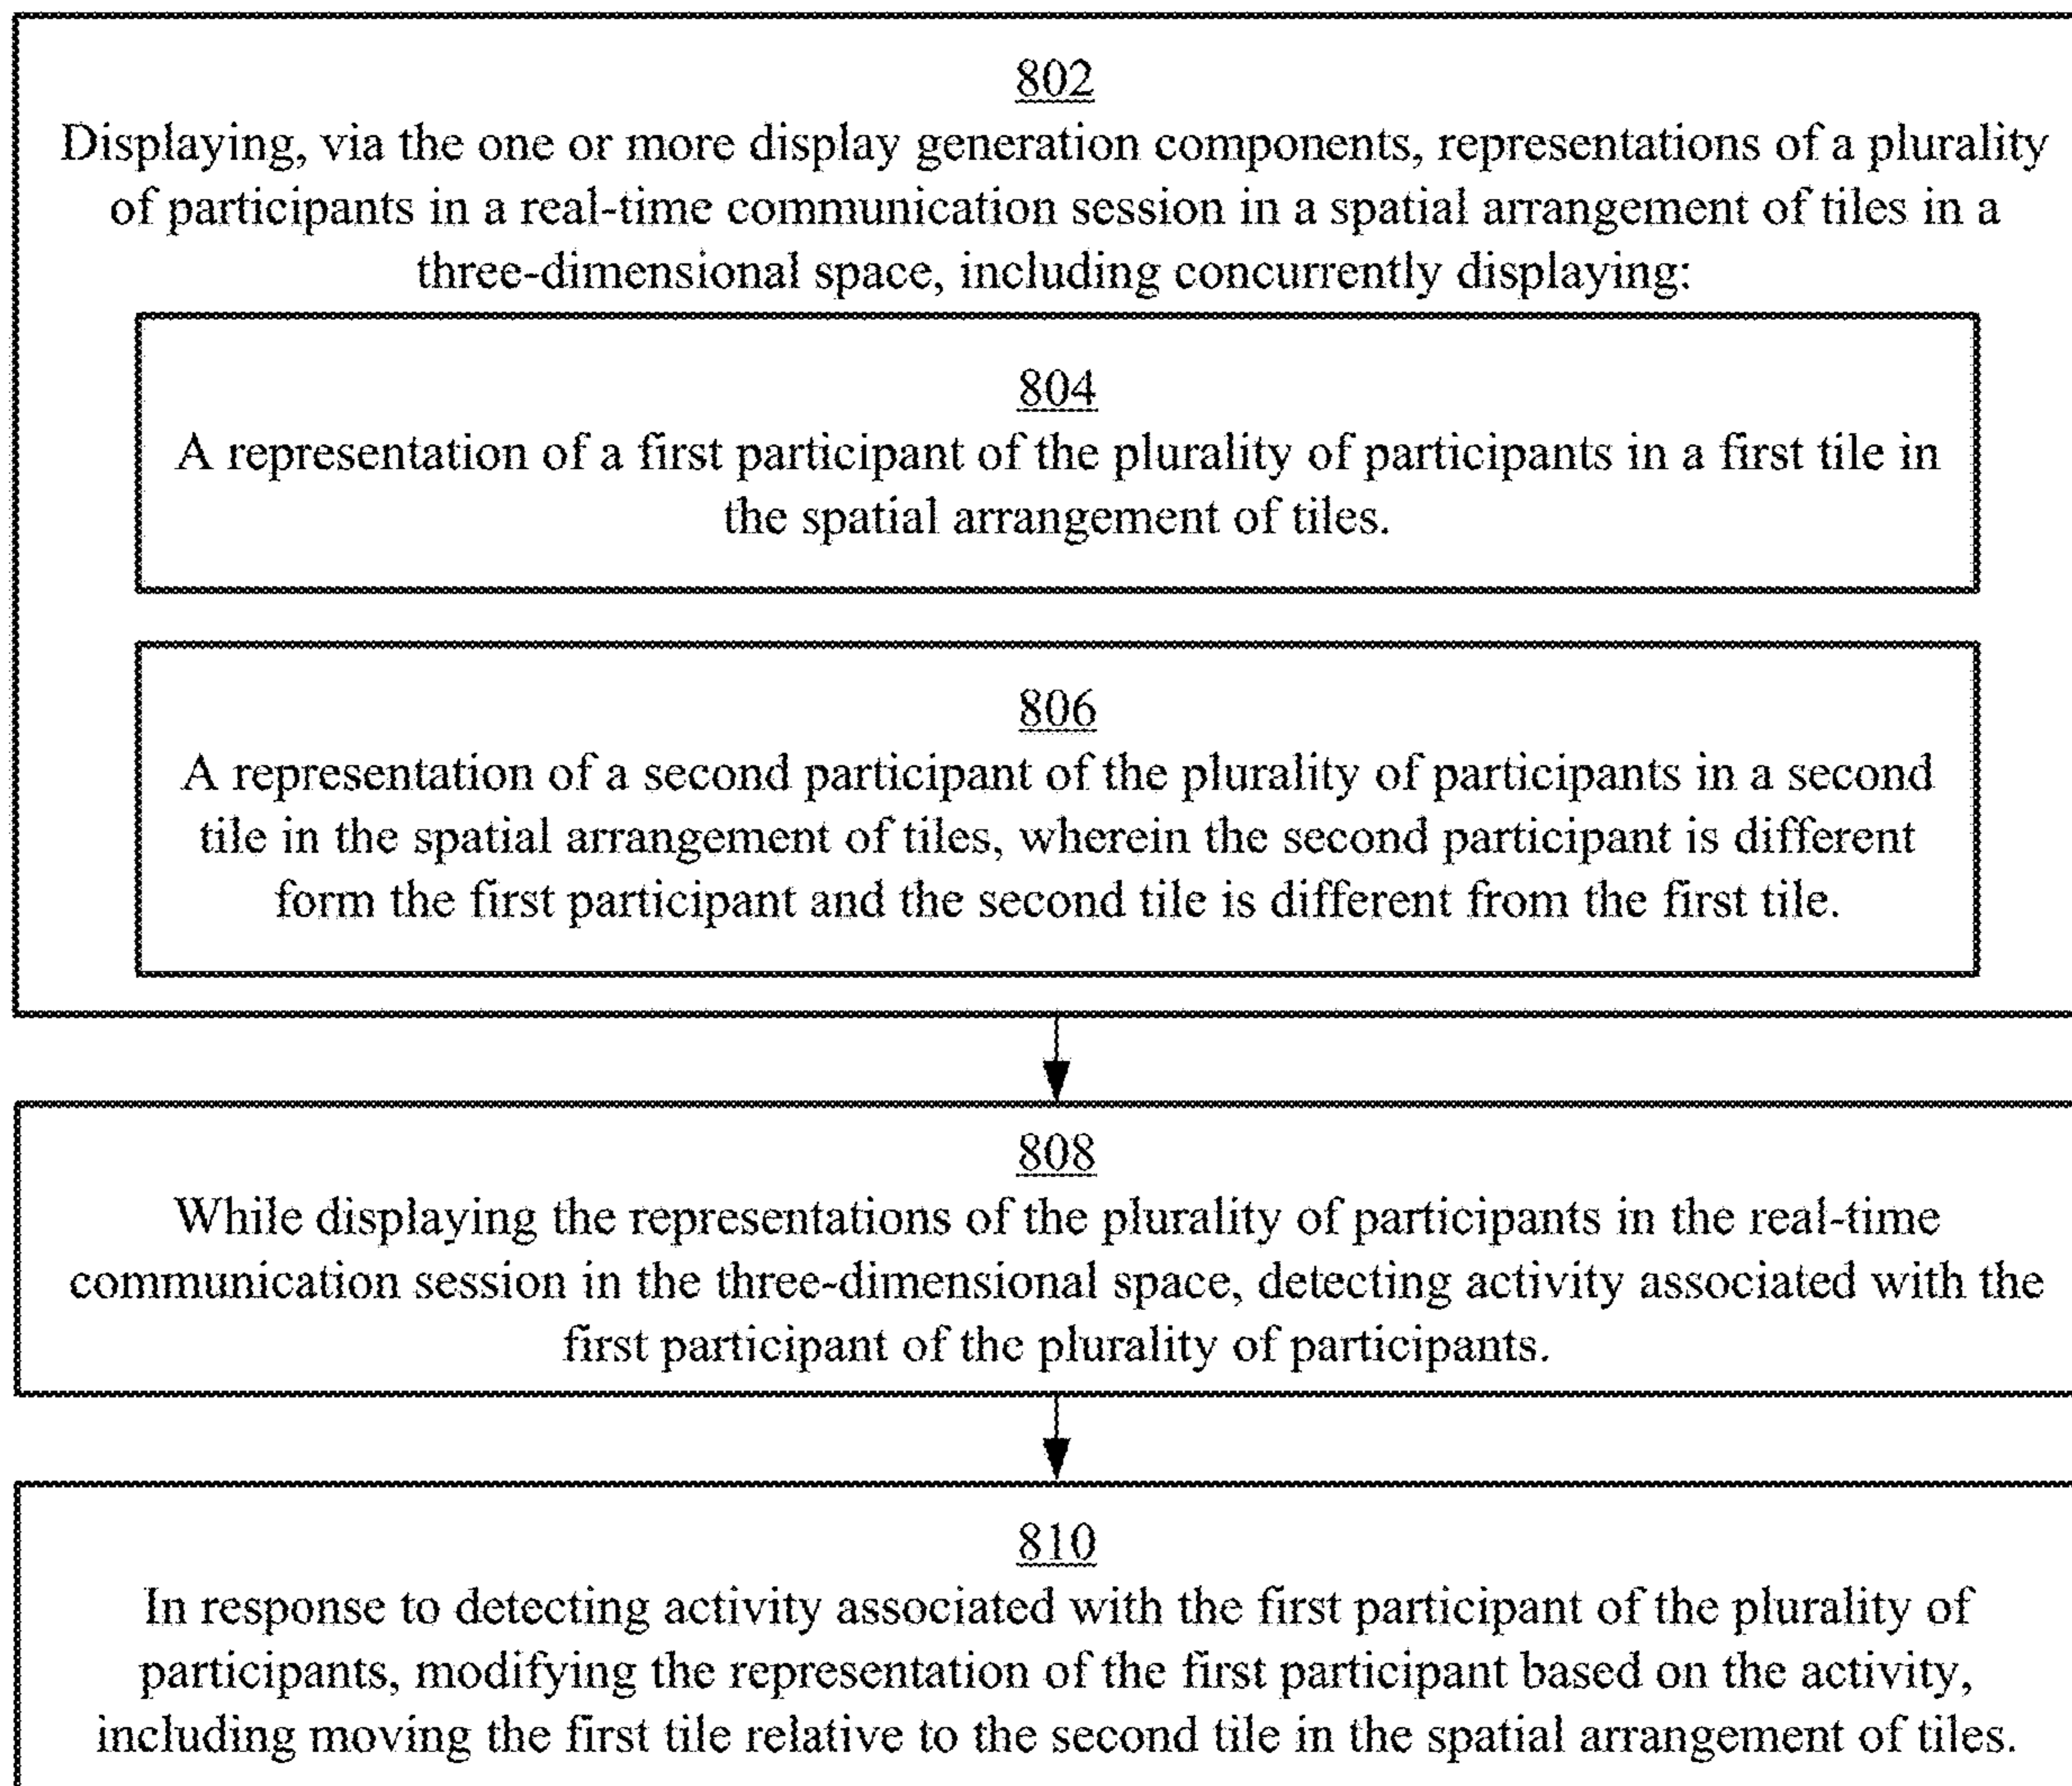 802
Displaying, via the one or more display generation components, representations of a plurality
of participants in a real-time communication session in a spatial arrangement of tiles in a
three-dimensional space, including concurrently displaying:
804
A representation of a first participant of the plurality of participants in a first tile in
the spatial arrangement of tiles.
806
A representation of a second participant of the plurality of participants in a second
tile in the spatial arrangement of tiles, wherein the second participant is different
form the first participant and the second tile is different from the first tile.
808
While displaying the representations of the plurality of participants in the real-time
communication session in the three-dimensional space, detecting activity associated with the
first participant of the plurality of participants.
810
In response to detecting activity associated with the first participant of the plurality of
participants, modifying the representation of the first participant based on the activity,
including moving the first tile relative to the second tile in the spatial arrangement of tiles.